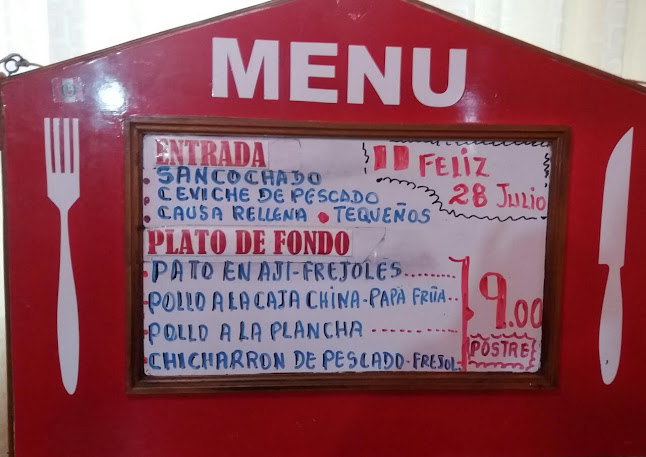 MENU
ENTRADA
SANCOCHADO
CEVICHE DE PESCADO
CAUSA RELLENA • TEQUEÑOS
FELIZ
28 JULIO
PLATO DE FONDO
PATO EN AJI-FREJOLES
POLLO A LA CAJA CHINA-PAPA FRIIA
POLLO A LA PLANCHA
CHICHARRON DE PESCADO-FREJOL
9.00
POSTRE